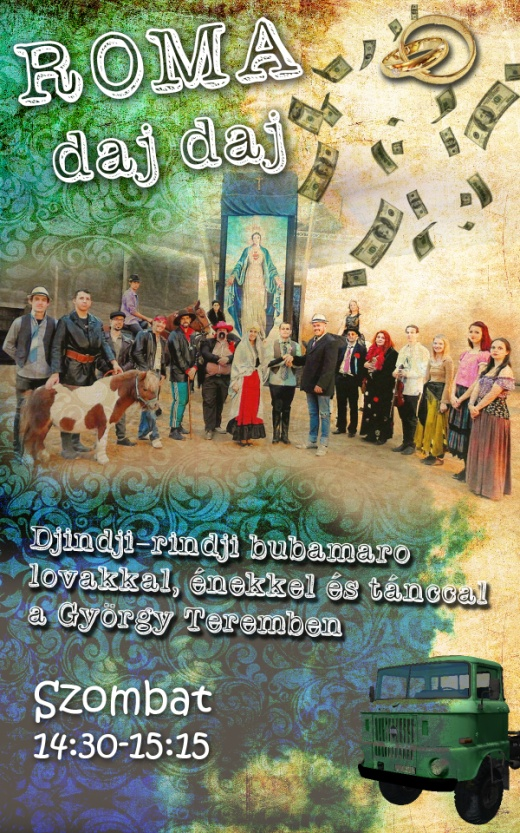 ROMA
daj daj
Djindji-rindji bubamaro
lovakkal, énekkel és tánccal
a György Teremben
Szombat
14:30-15:15